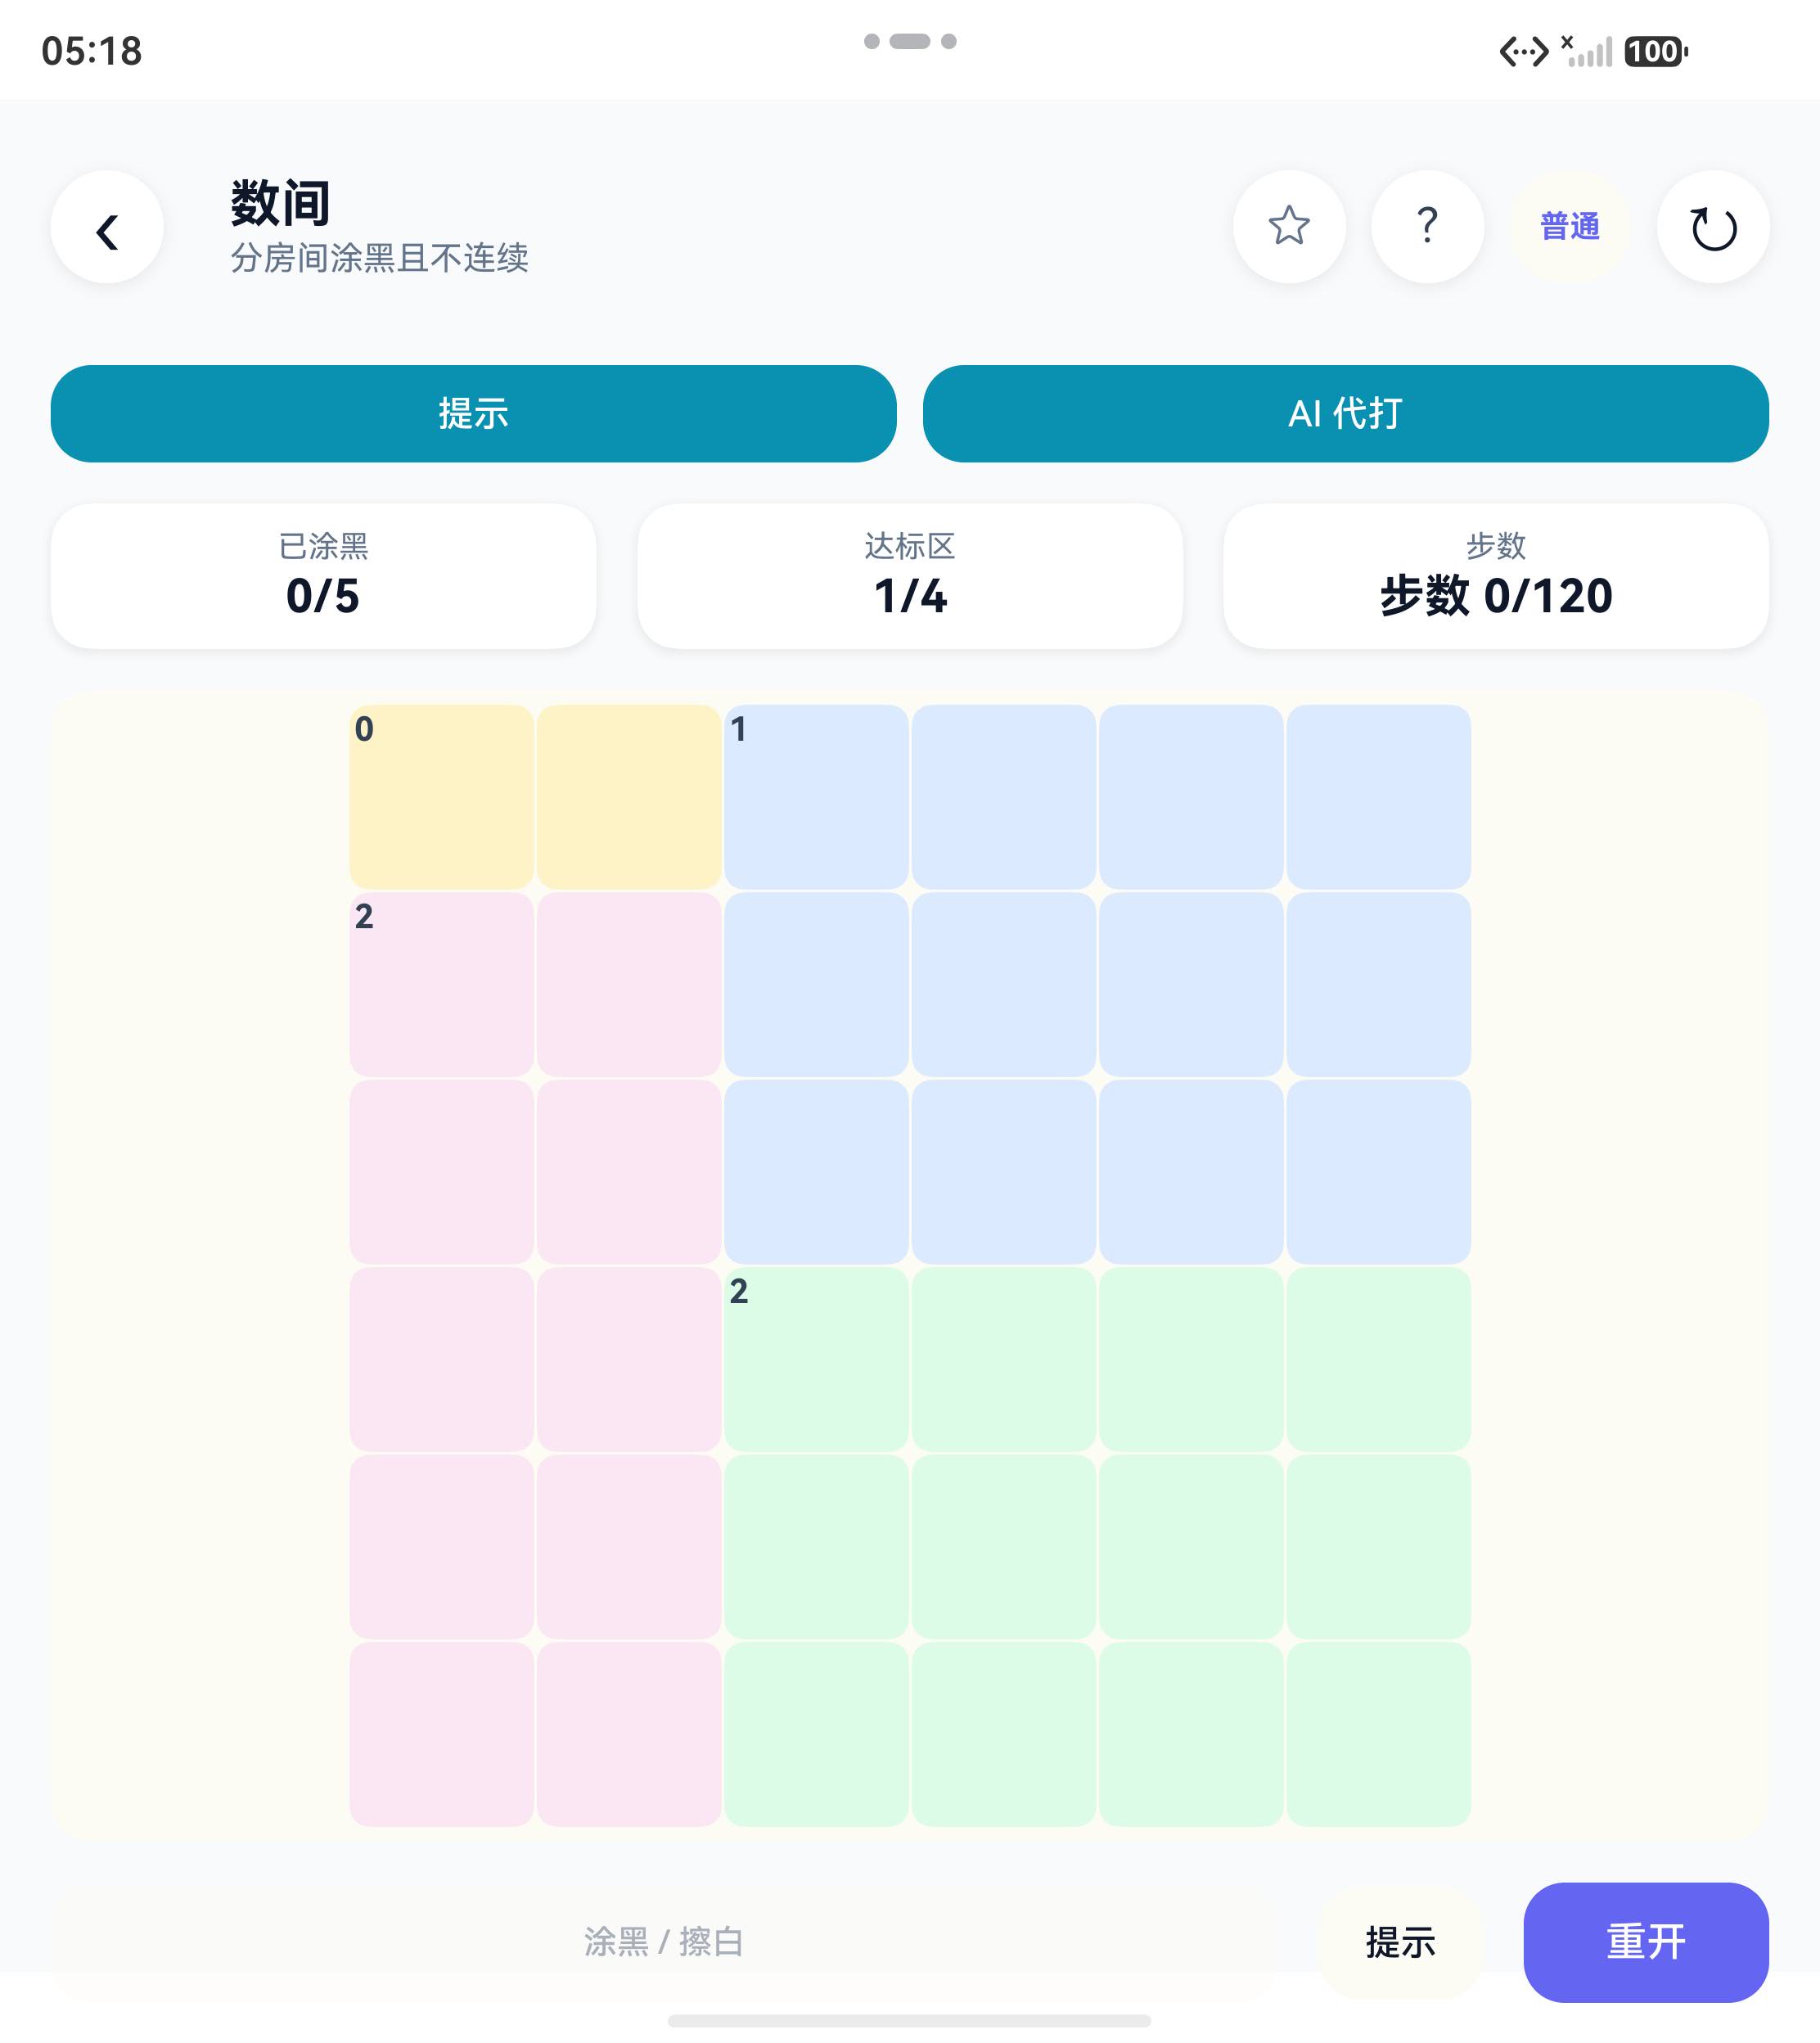 05:18
100
数间
分房间涂黑且不连续
?
普通
提示
AI 代打
已涂黑
0/5
达标区
1/4
步数
步数 0/120
0
1
2
2
涂黑 / 擦白
提示
重开